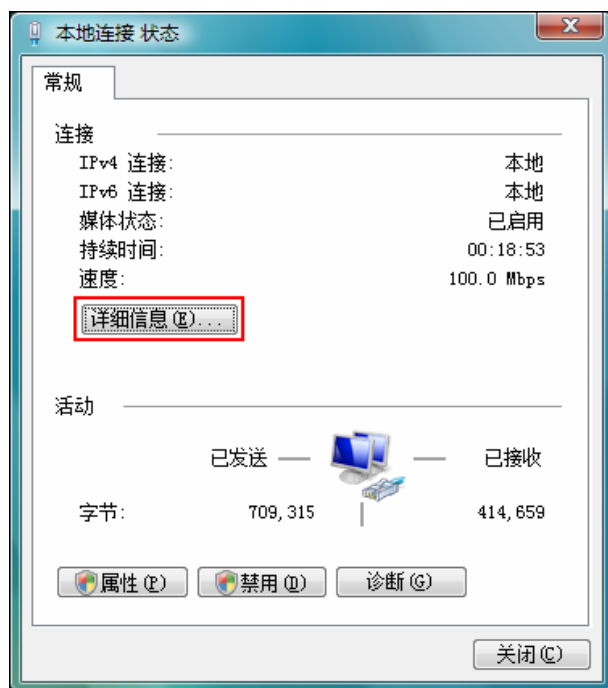 本地连接 状态
常规
连接
IPv4 连接: 本地
IPv6 连接: 本地
媒体状态: 已启用
持续时间: 00:18:53
速度: 100.0 Mbps
详细信息(E)...
活动
已发送 已接收
字节: 709,315 414,659
属性(P) 禁用(D) 诊断(G)
关闭(C)